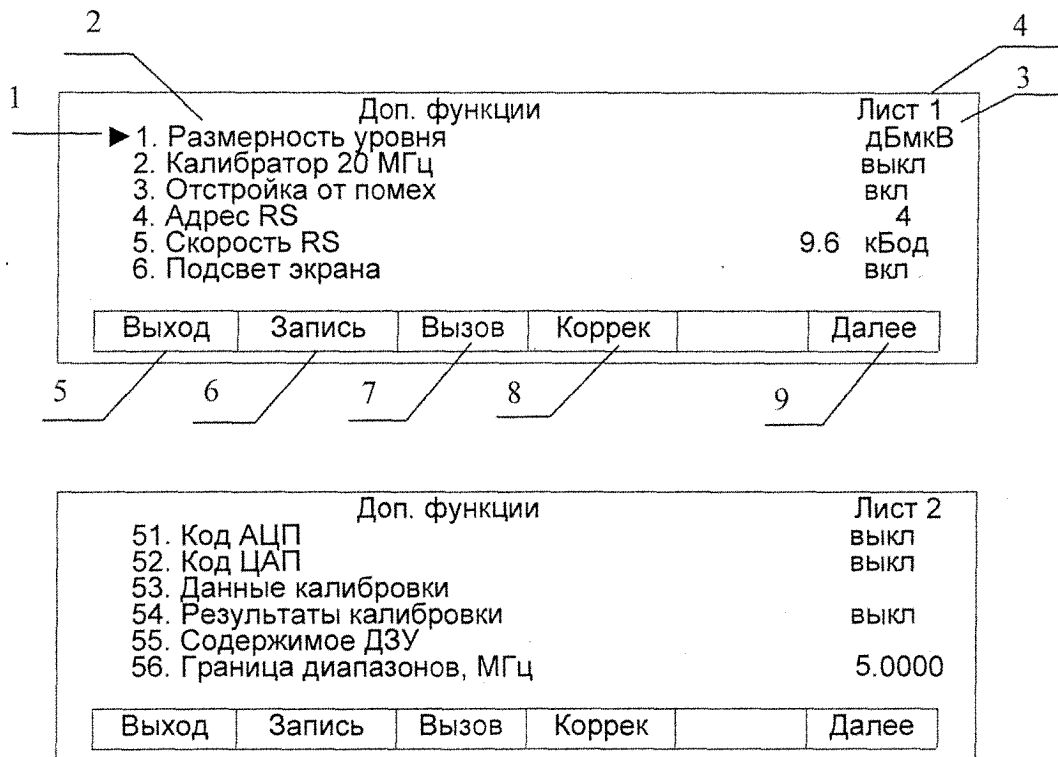 2 4
1 3
Доп. функции Лист 1
►1. Размерность уровня дБмкВ
2. Калибратор 20 МГц выкл
3. Отстройка от помех вкл
4. Адрес RS 4
5. Скорость RS 9.6 кБод
6. Подсвет экрана вкл
Выход Запись Вызов Коррек Далее
5 6 7 8 9
Доп. функции Лист 2
51. Код АЦП выкл
52. Код ЦАП выкл
53. Данные калибровки
54. Результаты калибровки выкл
55. Содержимое ДЗУ
56. Граница диапазонов, МГц 5.0000
Выход Запись Вызов Коррек Далее